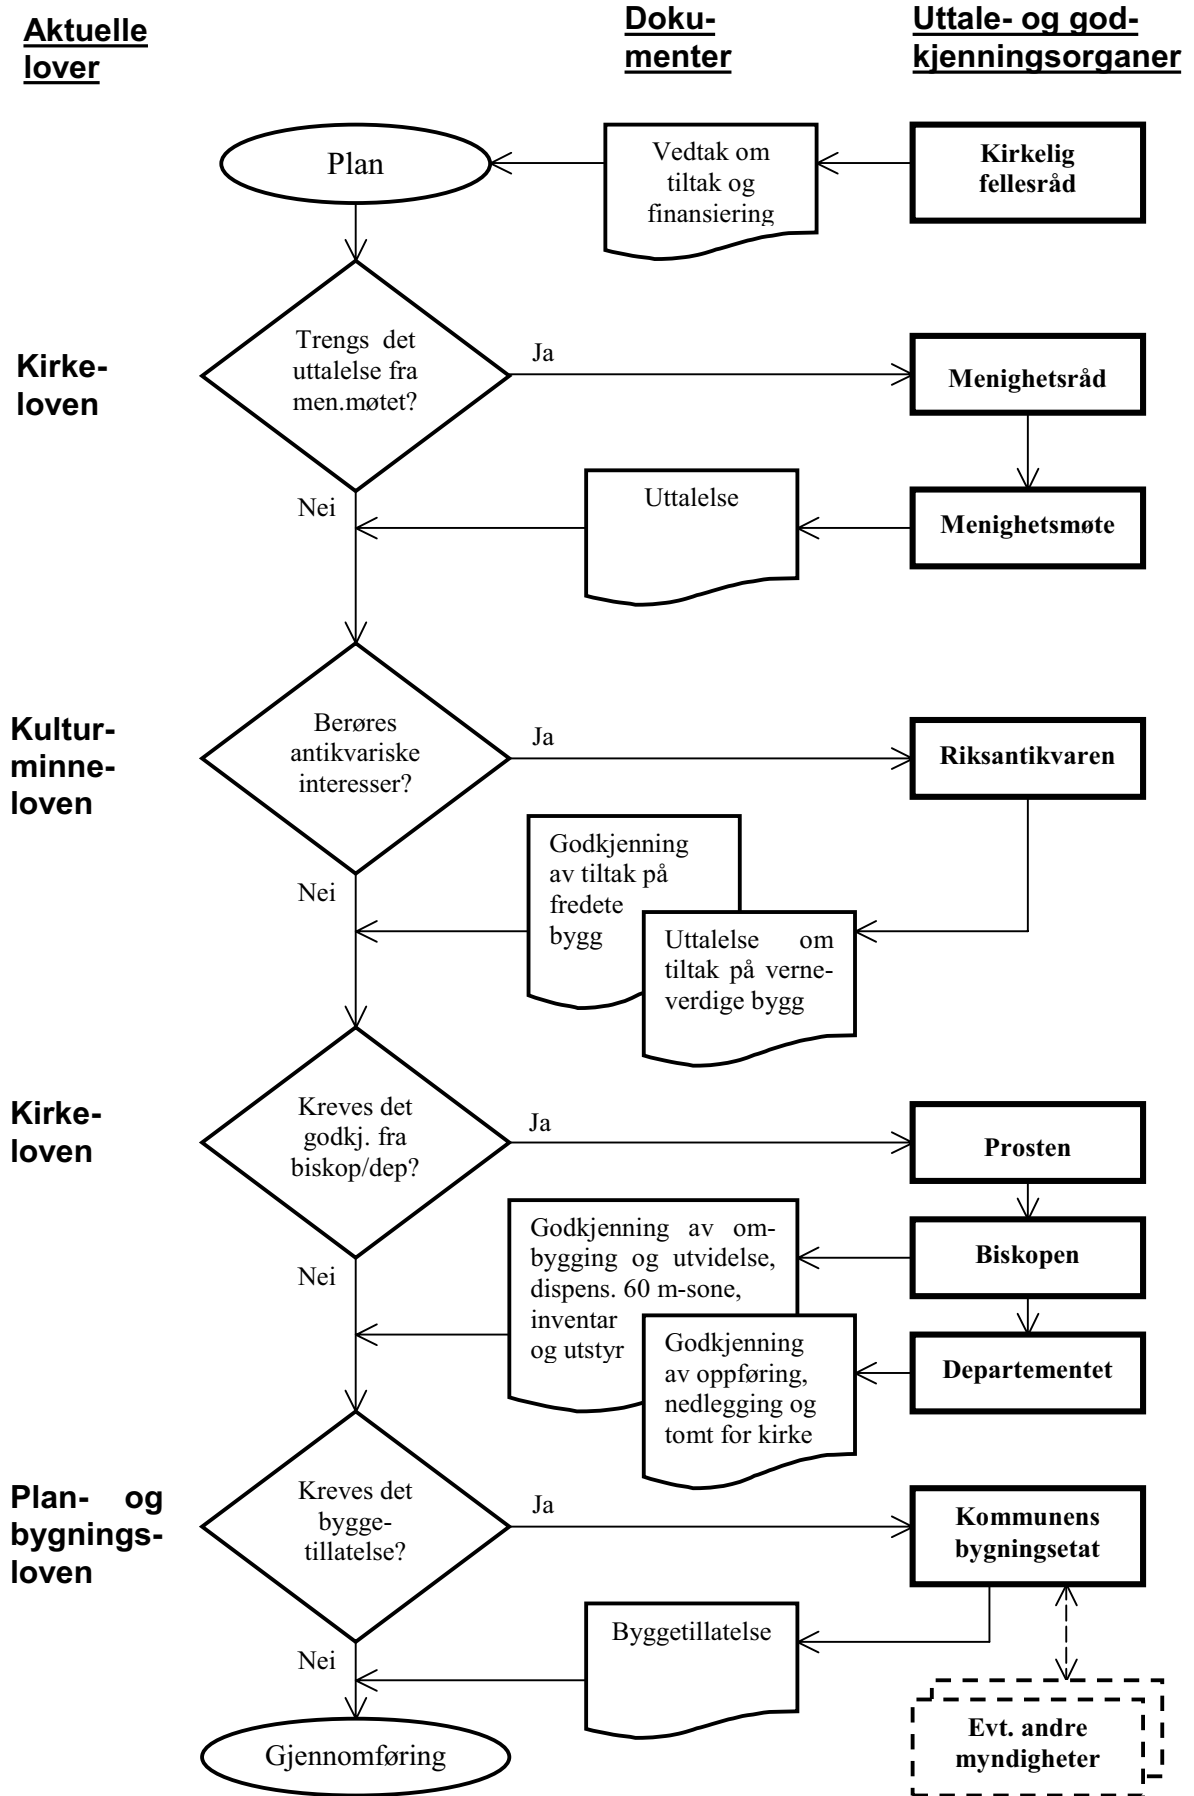 Aktuelle
lover
Doku-
menter
Uttale- og god-
kjenningsorganer
Plan
Vedtak om
tiltak og
finansiering
Kirkelig
fellesråd
Kirke-
loven
Trengs det
uttalelse fra
men.møtet?
Ja
Menighetsråd
Nei
Uttalelse
Menighetsmøte
Kultur-
minne-
loven
Berøres
antikvariske
interesser?
Ja
Riksantikvaren
Nei
Godkjenning
av tiltak på
fredete
bygg
Uttalelse om
tiltak på verne-
verdige bygg
Kirke-
loven
Kreves det
godkj. fra
biskop/dep?
Ja
Prosten
Nei
Godkjenning av om-
bygging og utvidelse,
dispens. 60 m-sone,
inventar
og utstyr
Biskopen
Godkjenning
av oppføring,
nedlegging og
tomt for kirke
Departementet
Plan- og
bygnings-
loven
Kreves det
bygge-
tillatelse?
Ja
Kommunens
bygningsetat
Nei
Byggetillatelse
Gjennomføring
Evt. andre
myndigheter